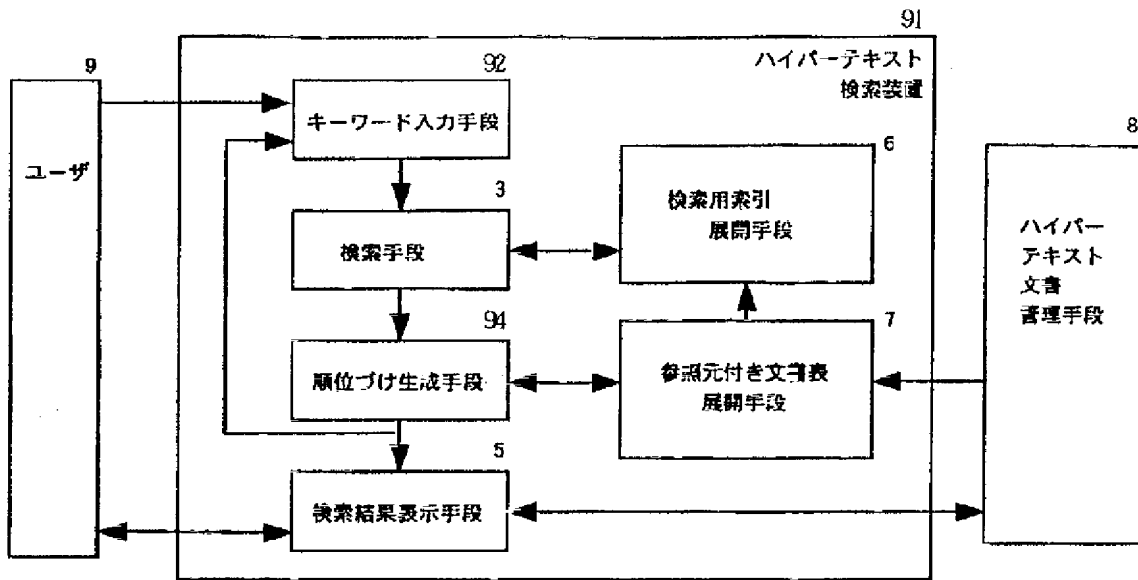 91
ハイパーテキスト
検索装置
9
ユーザ
92
キーワード入力手段
3
検索手段
94
順位づけ生成手段
5
検索結果表示手段
6
検索用索引
展開手段
7
参照元付き文書表
展開手段
8
ハイパー
テキスト
文書
管理手段